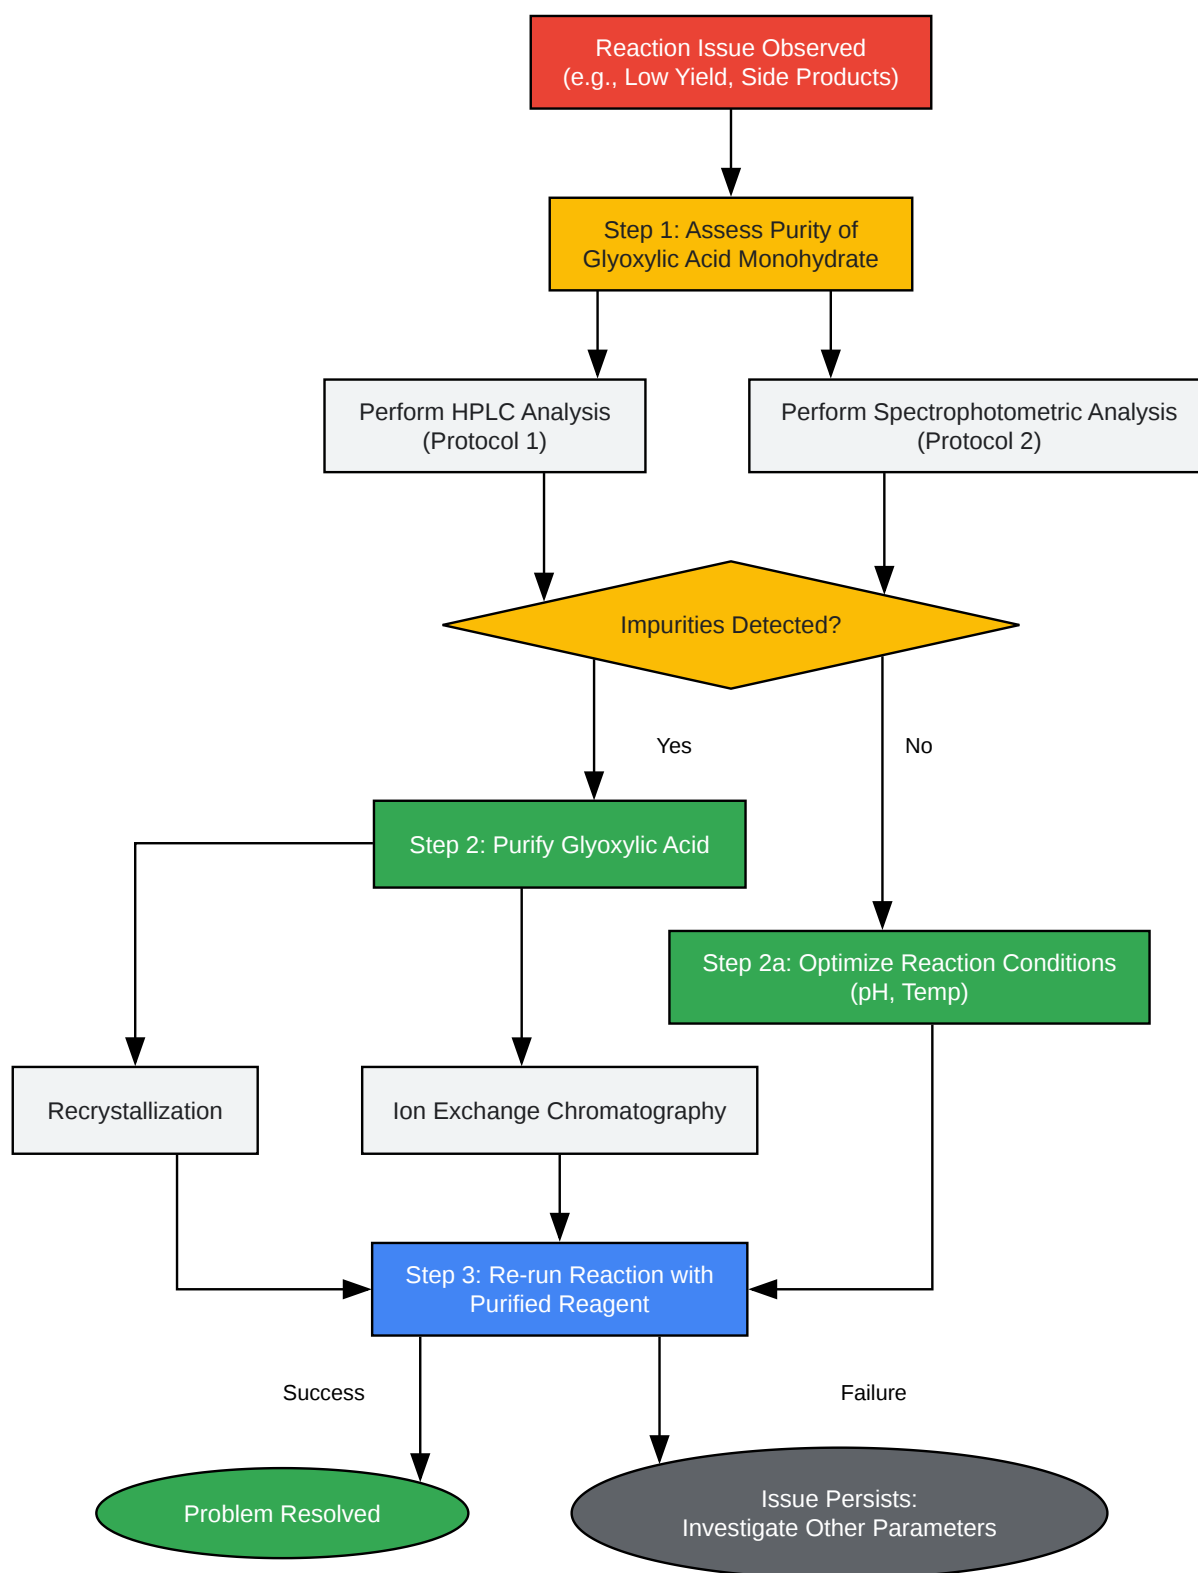 Reaction Issue Observed
(e.g., Low Yield, Side Products)
Step 1: Assess Purity of
Glyoxylic Acid Monohydrate
Perform HPLC Analysis
(Protocol 1)
Perform Spectrophotometric Analysis
(Protocol 2)
Impurities Detected?
Yes
No
Step 2: Purify Glyoxylic Acid
Step 2a: Optimize Reaction Conditions
(pH, Temp)
Recrystallization
Ion Exchange Chromatography
Step 3: Re-run Reaction with
Purified Reagent
Success
Failure
Problem Resolved
Issue Persists:
Investigate Other Parameters